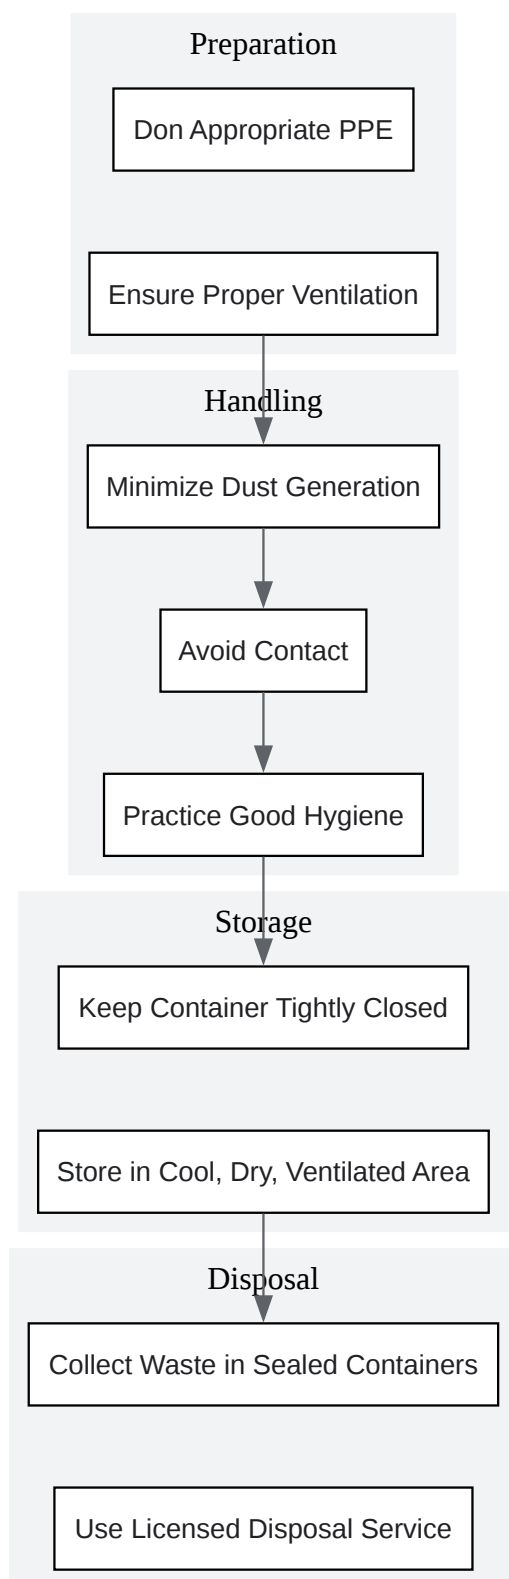 Preparation
Don Appropriate PPE
Ensure Proper Ventilation
Handling
Minimize Dust Generation
Avoid Contact
Practice Good Hygiene
Storage
Keep Container Tightly Closed
Store in Cool, Dry, Ventilated Area
Disposal
Collect Waste in Sealed Containers
Use Licensed Disposal Service